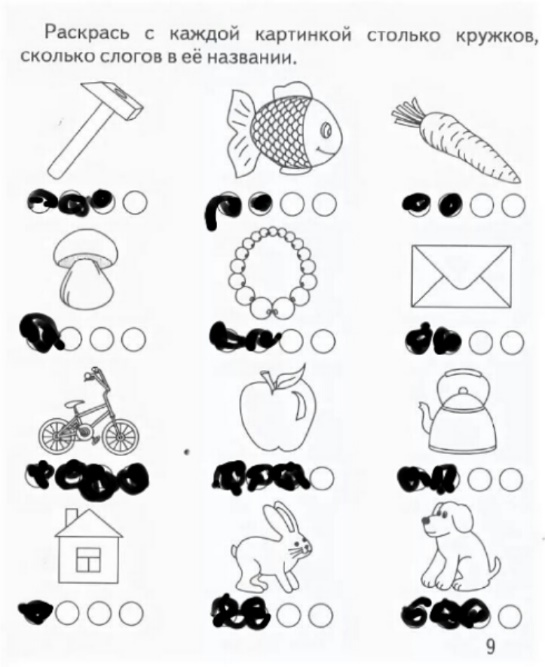 Раскрась с каждой картинкой столько кружков,
сколько слогов в её названии.
9